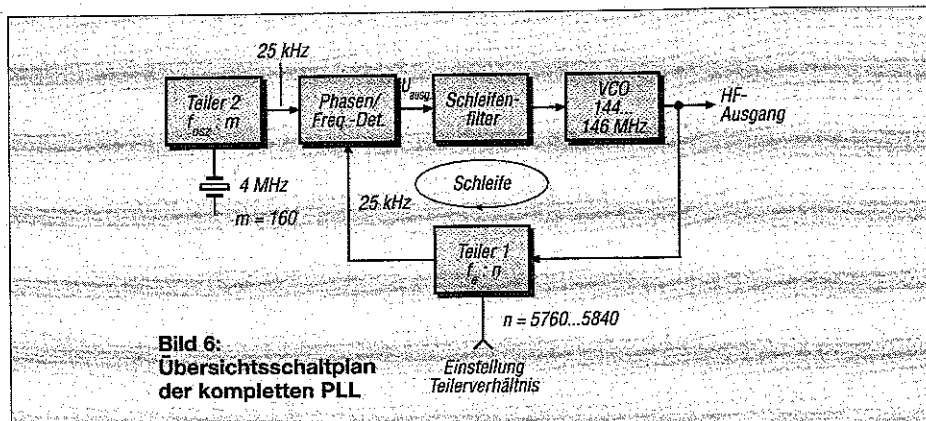 25 kHz
Teiler 2
f_osz : m
Phasen/
Freq.-Det.
U_ausg.
Schleifen-
filter
VCO
144
146 MHz
HF-
Ausgang
4 MHz
m = 160
25 kHz
Schleife
Teiler 1
f_e : n
n = 5760...5840
Einstellung
Teilerverhältnis
Bild 6:
Übersichtsschaltplan
der kompletten PLL